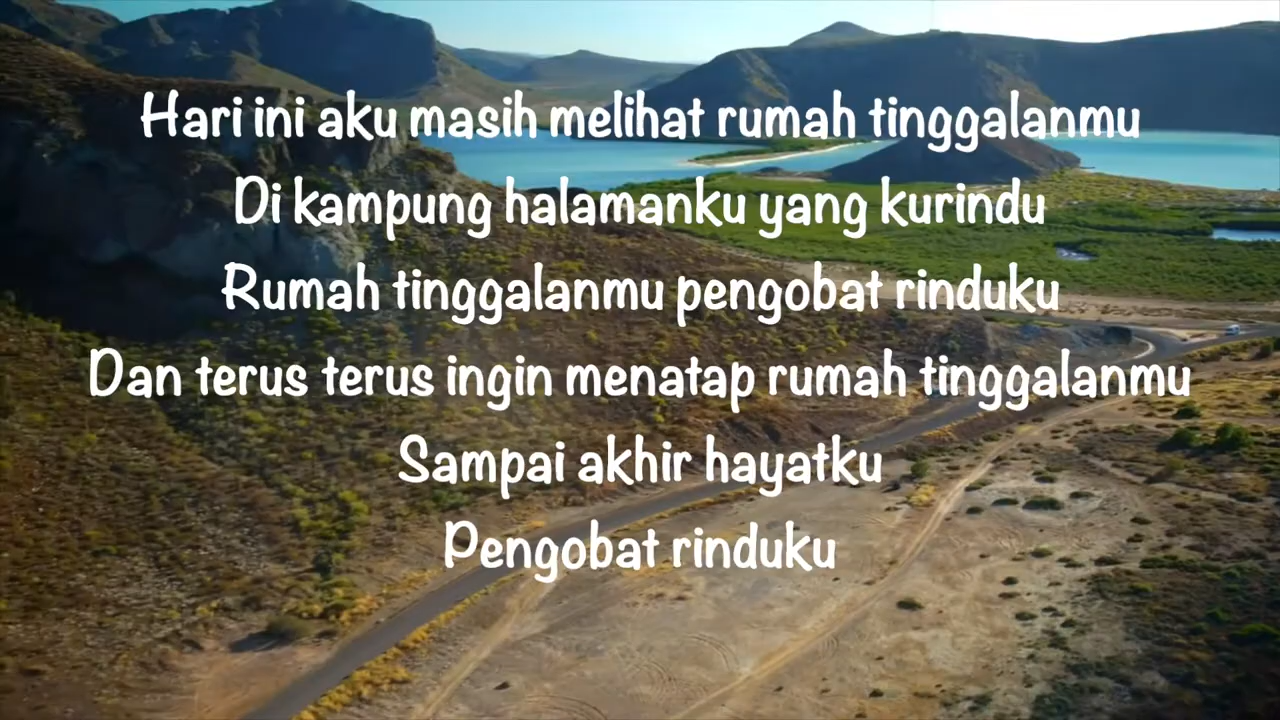 Hari ini aku masih melihat rumah tinggalanmu
Di kampung halamanku yang kurindu
Rumah tinggalanmu pengobat rinduku
Dan terus terus ingin menatap rumah tinggalanmu
Sampai akhir hayatku
Pengobat rinduku